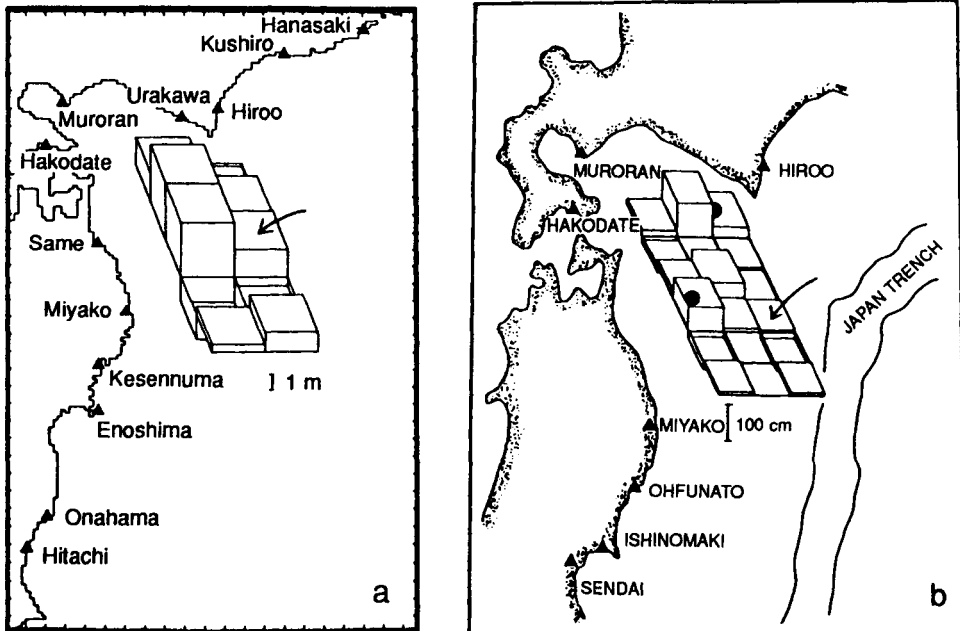 Hanasaki
Kushiro
Urakawa
Hiroo
Muroran
Hakodate
Same
Miyako
Kesennuma
1 m
Enoshima
Onahama
Hitachi
a
MURORAN
HIROO
HAKODATE
JAPAN TRENCH
MIYAKO
100 cm
OHFUNATO
ISHINOMAKI
SENDAI
b